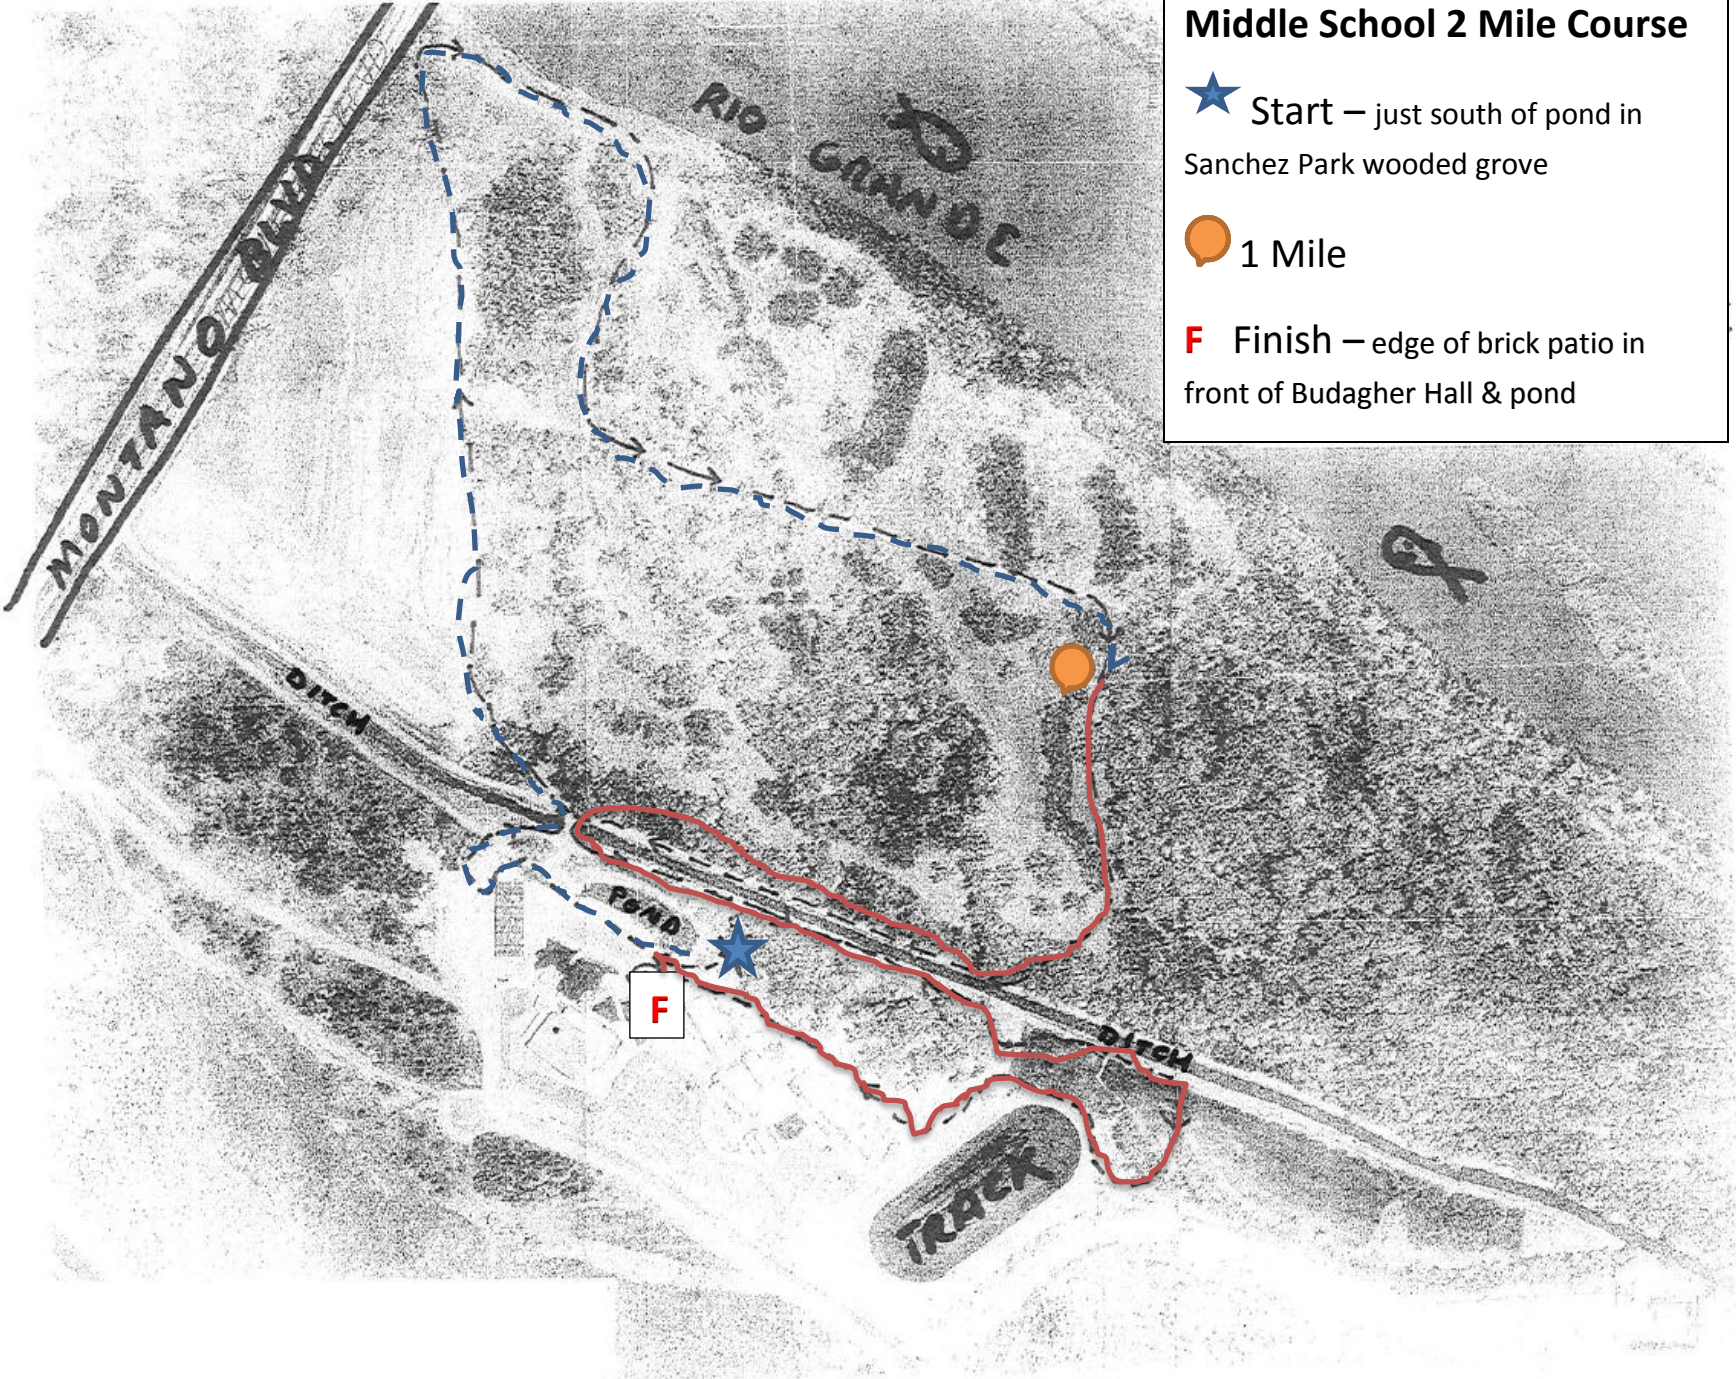 Middle School 2 Mile Course
Start – just south of pond in
Sanchez Park wooded grove
1 Mile
F Finish – edge of brick patio in
front of Budagher Hall & pond
RIO
GRANDE
MONTANO BLVD
DITCH
POND
F
DITCH
TRACK